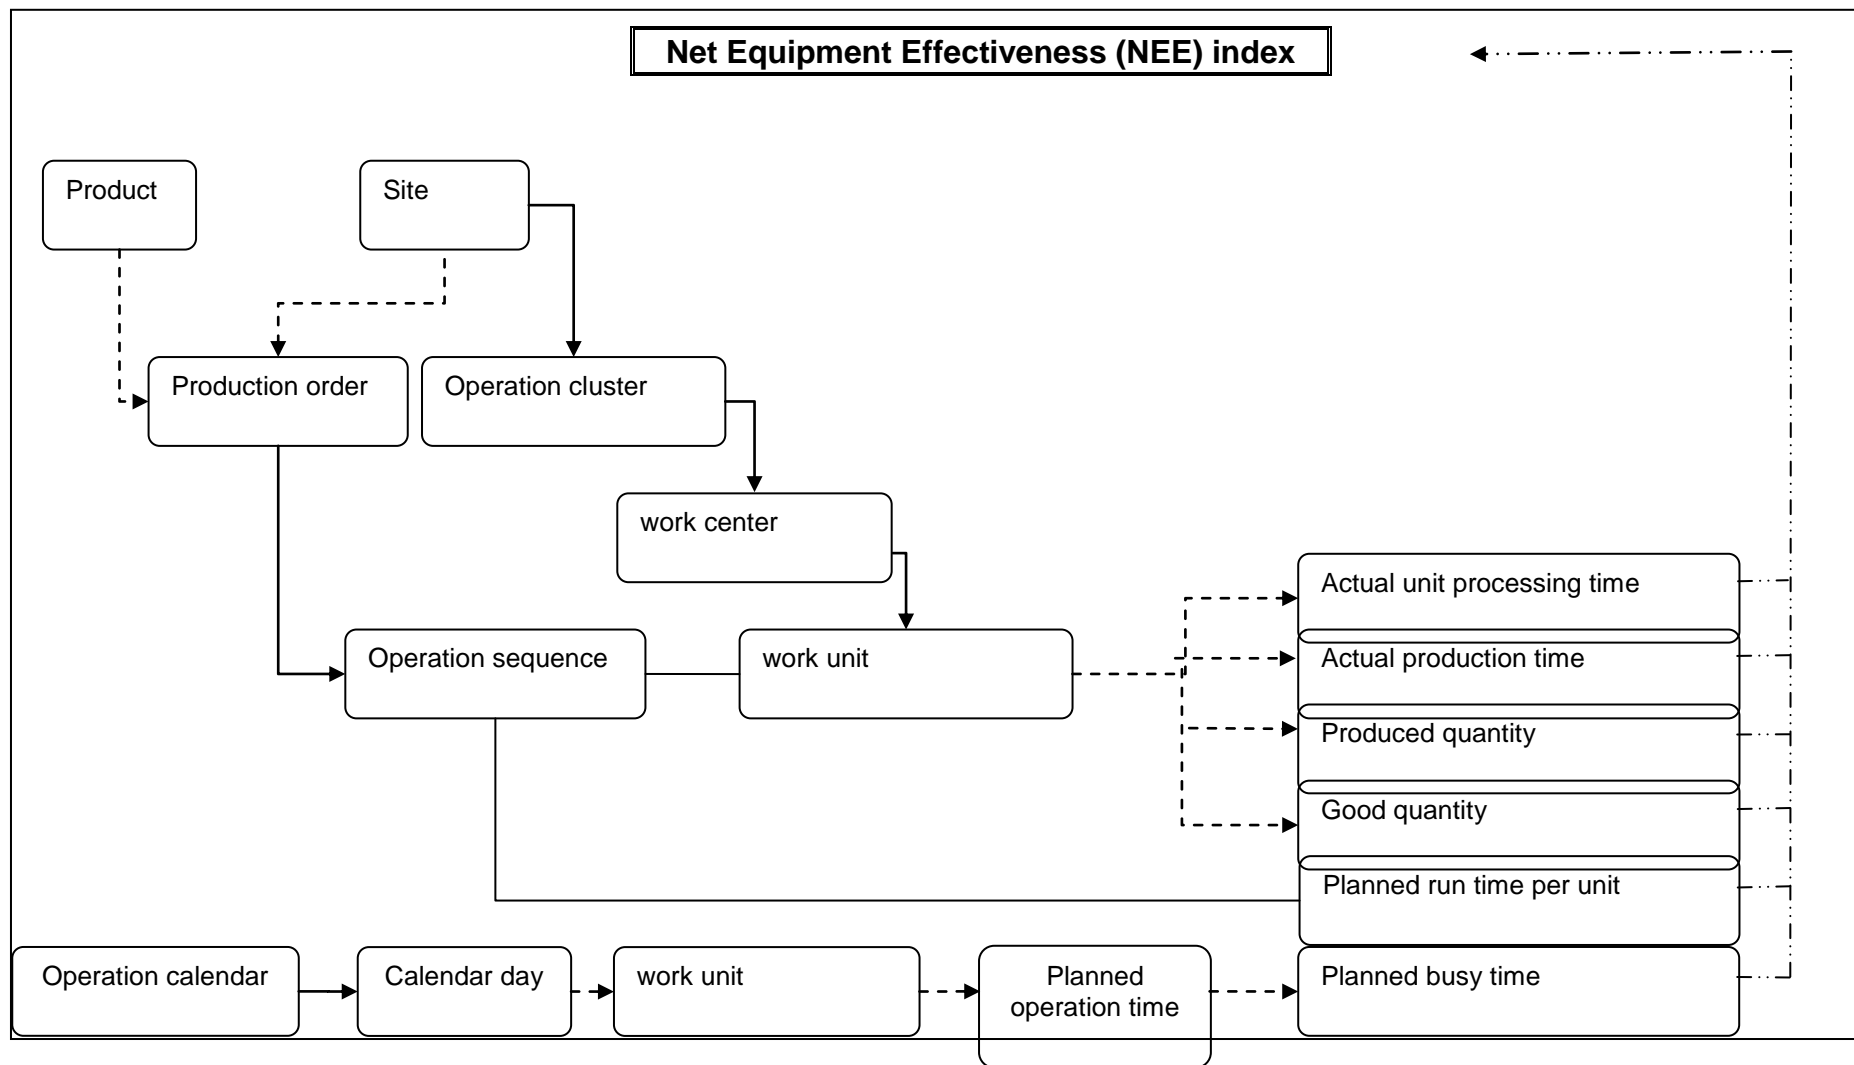 Net Equipment Effectiveness (NEE) index
Product
Site
Production order
Operation cluster
work center
Actual unit processing time
Operation sequence
work unit
Actual production time
Produced quantity
Good quantity
Planned run time per unit
Operation calendar
Calendar day
work unit
Planned
operation time
Planned busy time